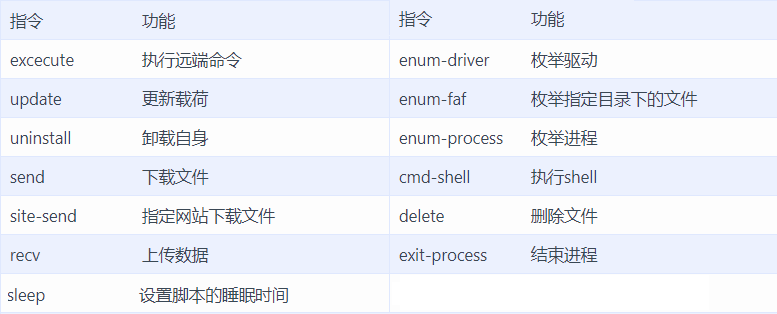 指令 功能 指令 功能
excecute 执行远端命令 enum-driver 枚举驱动
update 更新载荷 enum-faf 枚举指定目录下的文件
uninstall 卸载自身 enum-process 枚举进程
send 下载文件 cmd-shell 执行shell
site-send 指定网站下载文件 delete 删除文件
recv 上传数据 exit-process 结束进程
sleep 设置脚本的睡眠时间